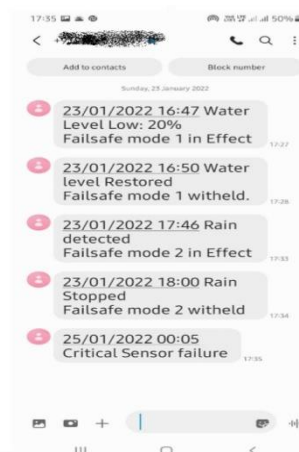 17:35 50%
Add to contacts Block number
Sunday, 23 January 2022
23/01/2022 16:47 Water
Level Low: 20%
Failsafe mode 1 in Effect
17:27
23/01/2022 16:50 Water
level Restored
Failsafe mode 1 witheld.
17:28
23/01/2022 17:46 Rain
detected
Failsafe mode 2 in Effect
17:33
23/01/2022 18:00 Rain
Stopped
Failsafe mode 2 witheld
17:34
25/01/2022 00:05
Critical Sensor failure
17:35